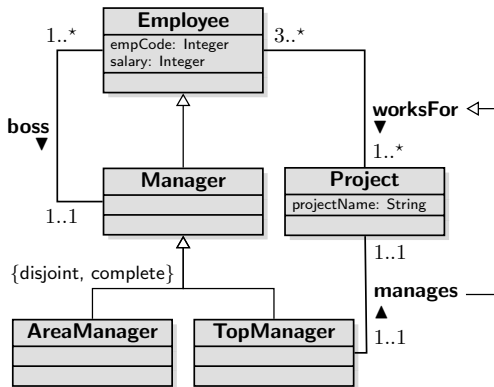 Employee
1..* 3..*
empCode: Integer
salary: Integer
boss
▼
worksFor
▼
1..1 1..*
Manager Project
projectName: String
{disjoint, complete}
1..1
manages
▲
AreaManager TopManager 1..1